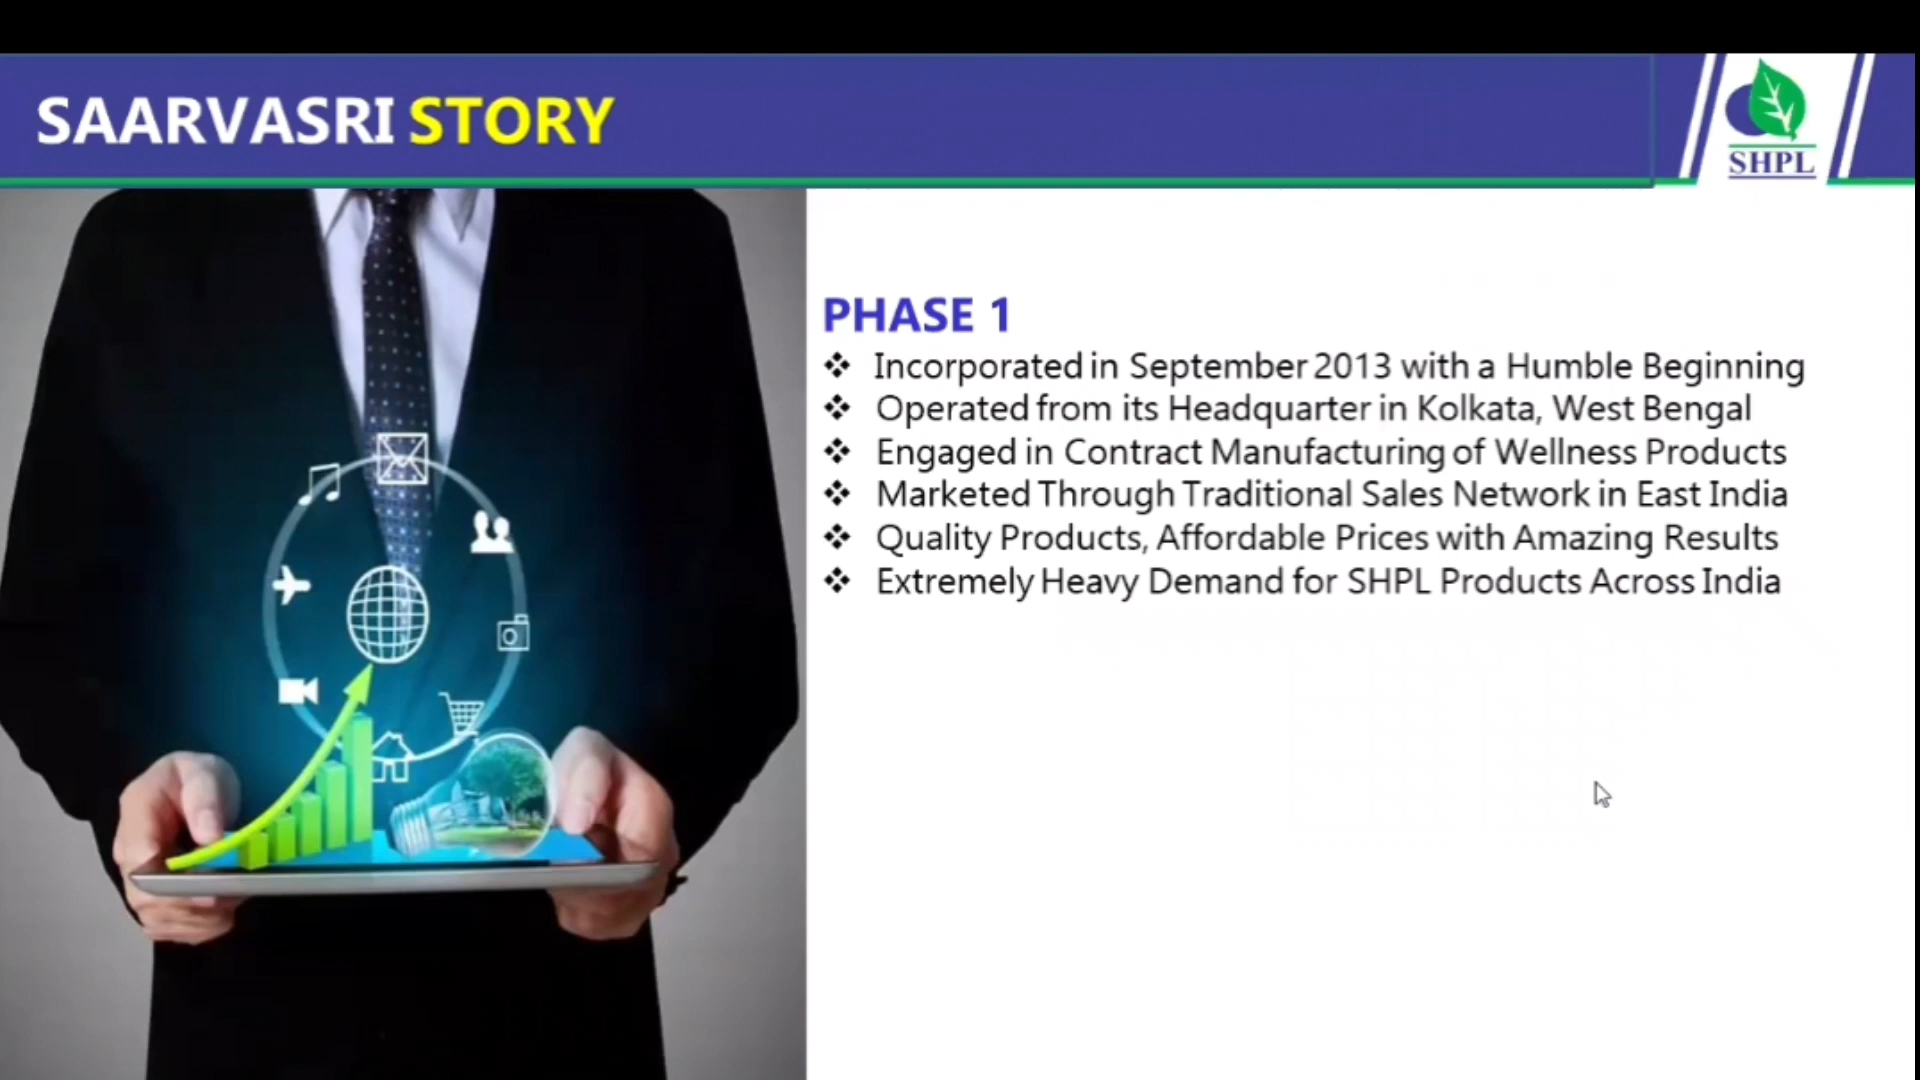 SAARVASRI STORY
SHPL
PHASE 1
❖ Incorporated in September 2013 with a Humble Beginning
❖ Operated from its Headquarter in Kolkata, West Bengal
❖ Engaged in Contract Manufacturing of Wellness Products
❖ Marketed Through Traditional Sales Network in East India
❖ Quality Products, Affordable Prices with Amazing Results
❖ Extremely Heavy Demand for SHPL Products Across India